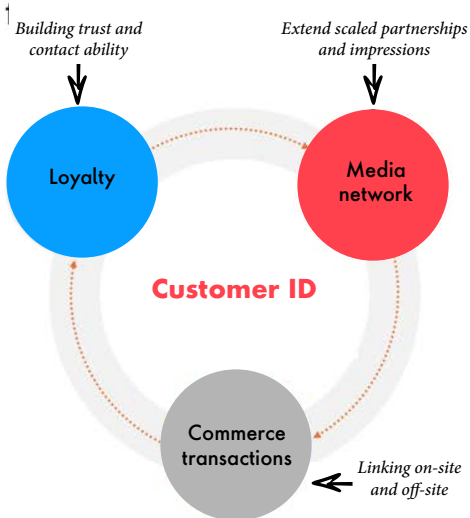 Building trust and
contact ability
Extend scaled partnerships
and impressions
Loyalty
Media
network
Customer ID
Commerce
transactions
Linking on-site
and off-site